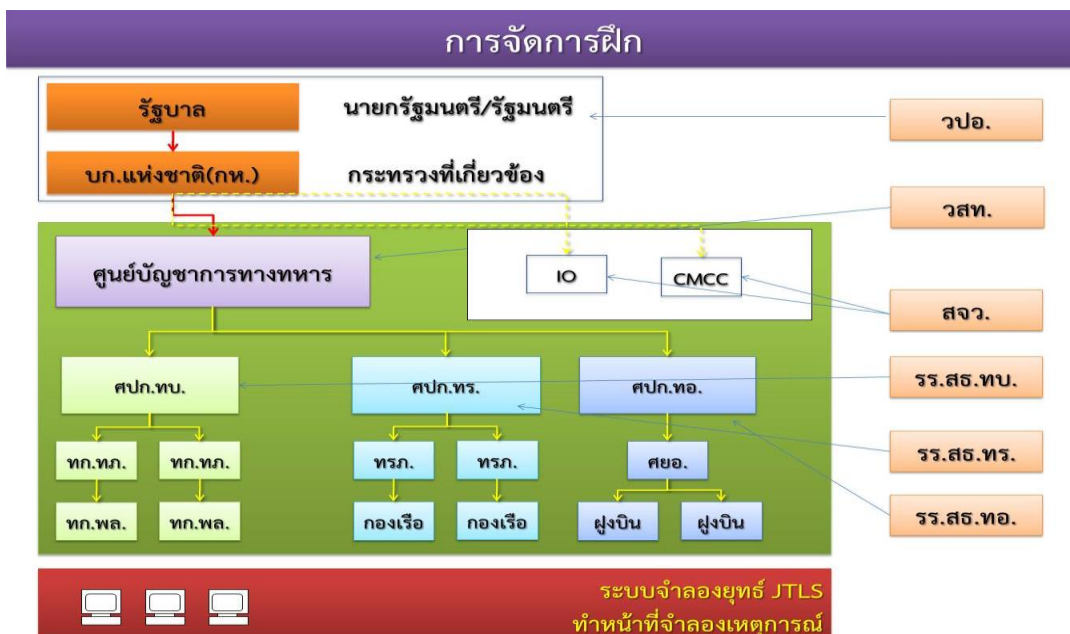 การจัดการฝึก
รัฐบาล
นายกรัฐมนตรี/รัฐมนตรี
วปอ.
บก.แห่งชาติ(กห.)
กระทรวงที่เกี่ยวข้อง
วสท.
ศูนย์บัญชาการทางทหาร
IO
CMCC
สจว.
ศปก.ทบ.
ศปก.ทร.
ศปก.ทอ.
รร.สธ.ทบ.
ทก.ทภ.
ทก.ทภ.
ทรภ.
ทรภ.
ศยอ.
รร.สธ.ทร.
ทก.พล.
ทก.พล.
กองเรือ
กองเรือ
ฝูงบิน
ฝูงบิน
รร.สธ.ทอ.
ระบบจำลองยุทธ์ JTLS
ทำหน้าที่จำลองเหตุการณ์